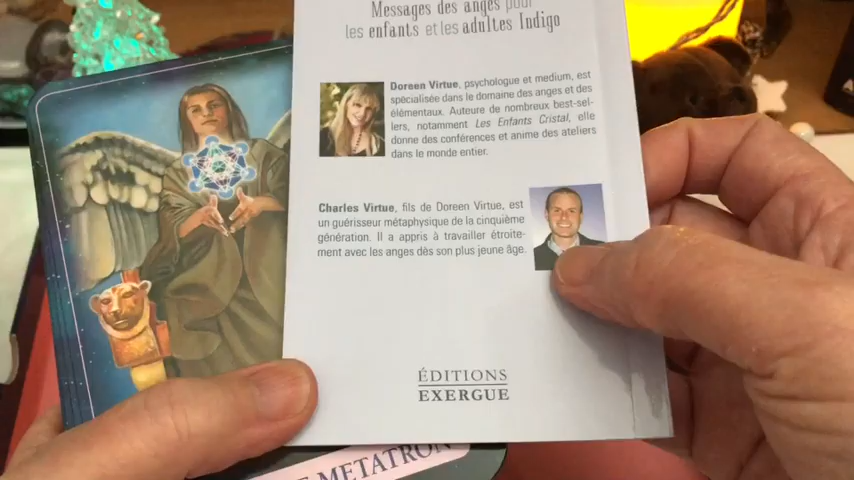 Messages des anges pour
les enfants et les adultes Indigo
Doreen Virtue, psychologue et medium, est
spécialisée dans le domaine des anges et des
élémentaux. Auteure de nombreux best-sel-
lers, notamment Les Enfants Cristal, elle
donne des conférences et anime des ateliers
dans le monde entier.
Charles Virtue, fils de Doreen Virtue, est
un guérisseur métaphysique de la cinquième
génération. Il a appris à travailler étroite-
ment avec les anges dès son plus jeune âge.
ÉDITIONS
EXERGUE
METATRON